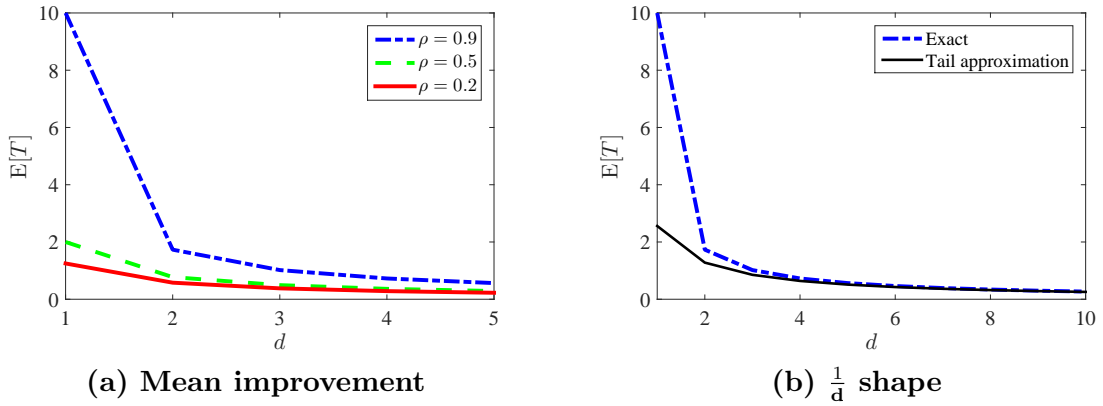 10
8
6
4
2
0
E[T]
1
2
3
4
5
d
ρ = 0.9
ρ = 0.5
ρ = 0.2
(a) Mean improvement
10
8
6
4
2
0
E[T]
2
4
6
8
10
d
Exact
Tail approximation
(b) 1/d shape